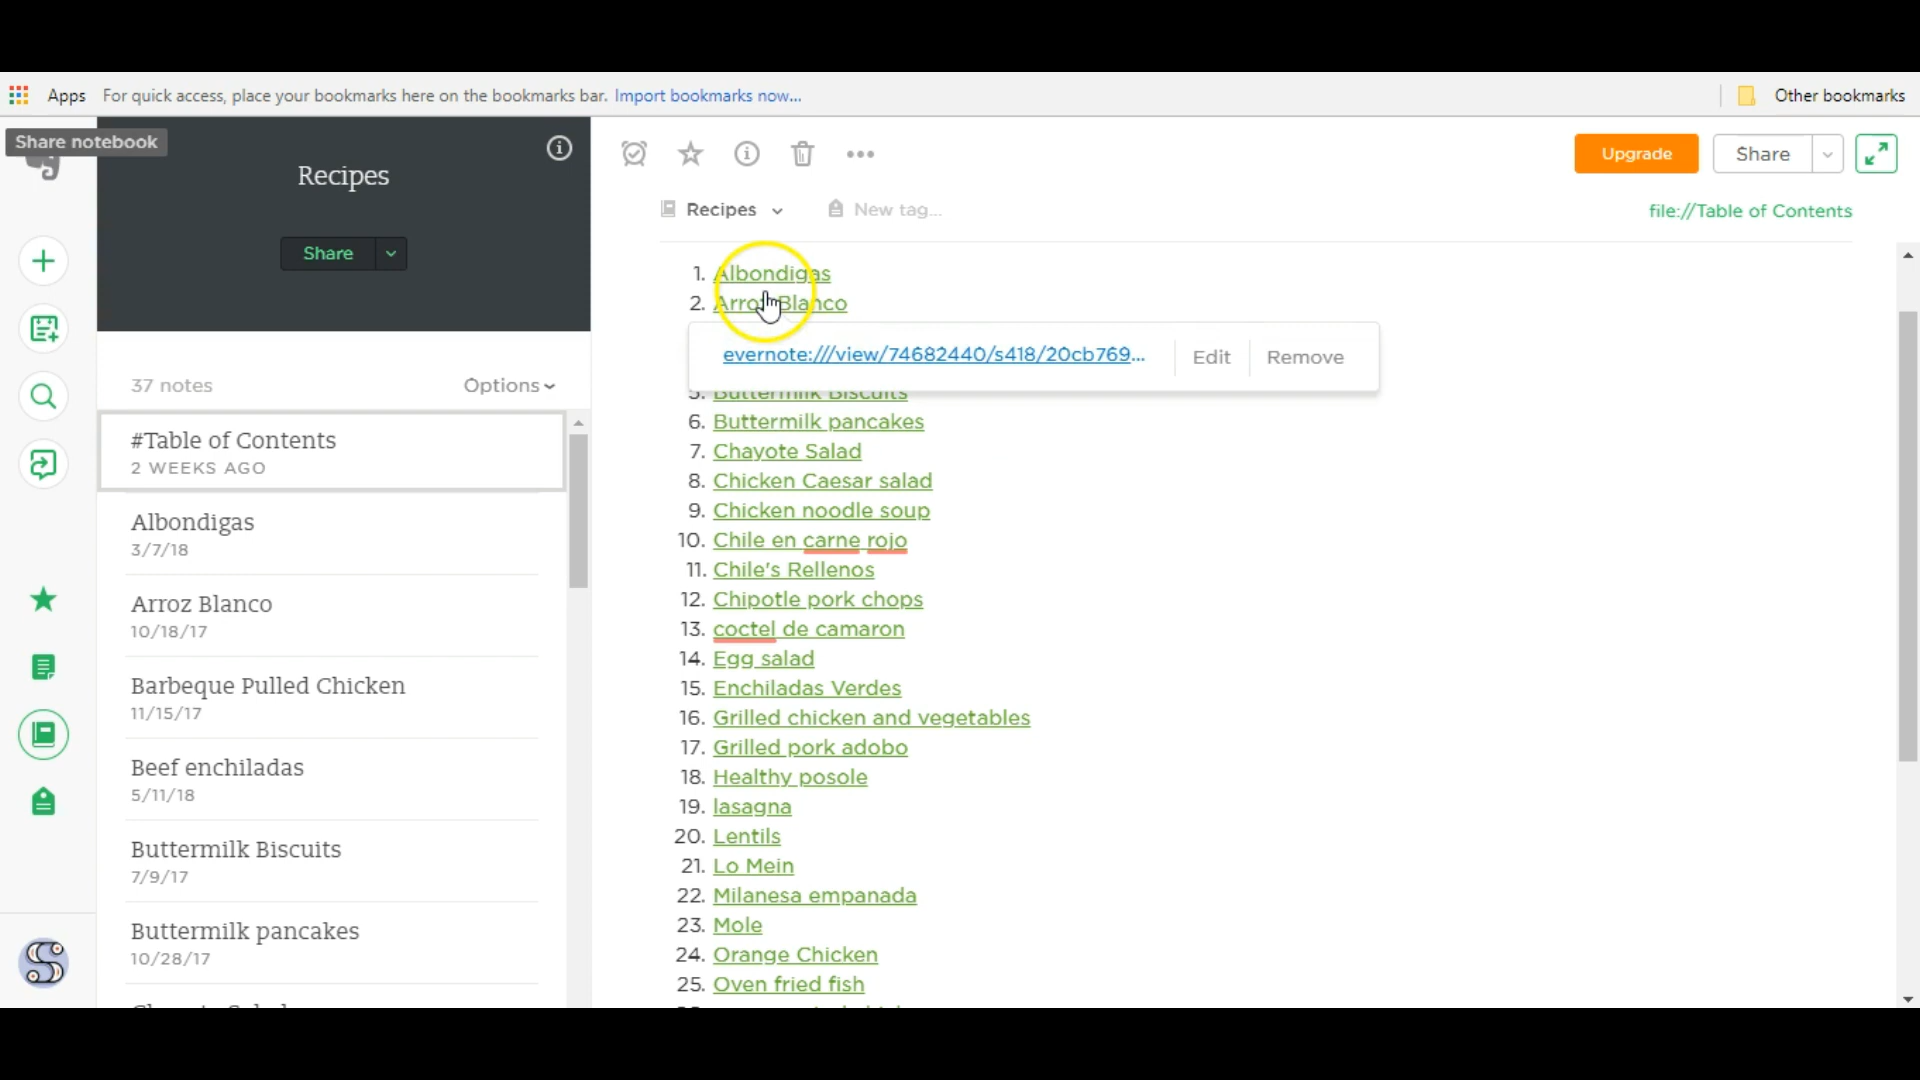 Apps For quick access, place your bookmarks here on the bookmarks bar. Import bookmarks now... Other bookmarks
Share notebook
Recipes
Share
37 notes Options
#Table of Contents
2 WEEKS AGO
Albondigas
3/7/18
Arroz Blanco
10/18/17
Barbeque Pulled Chicken
11/15/17
Beef enchiladas
5/11/18
Buttermilk Biscuits
7/9/17
Buttermilk pancakes
10/28/17
Upgrade Share
Recipes New tag... file://Table of Contents
1. Albondigas
2. Arroz Blanco
evernote:///view/74682440/s418/20cb769... Edit Remove
5. Buttermilk Biscuits
6. Buttermilk pancakes
7. Chayote Salad
8. Chicken Caesar salad
9. Chicken noodle soup
10. Chile en carne rojo
11. Chile's Rellenos
12. Chipotle pork chops
13. coctel de camaron
14. Egg salad
15. Enchiladas Verdes
16. Grilled chicken and vegetables
17. Grilled pork adobo
18. Healthy posole
19. lasagna
20. Lentils
21. Lo Mein
22. Milanesa empanada
23. Mole
24. Orange Chicken
25. Oven fried fish